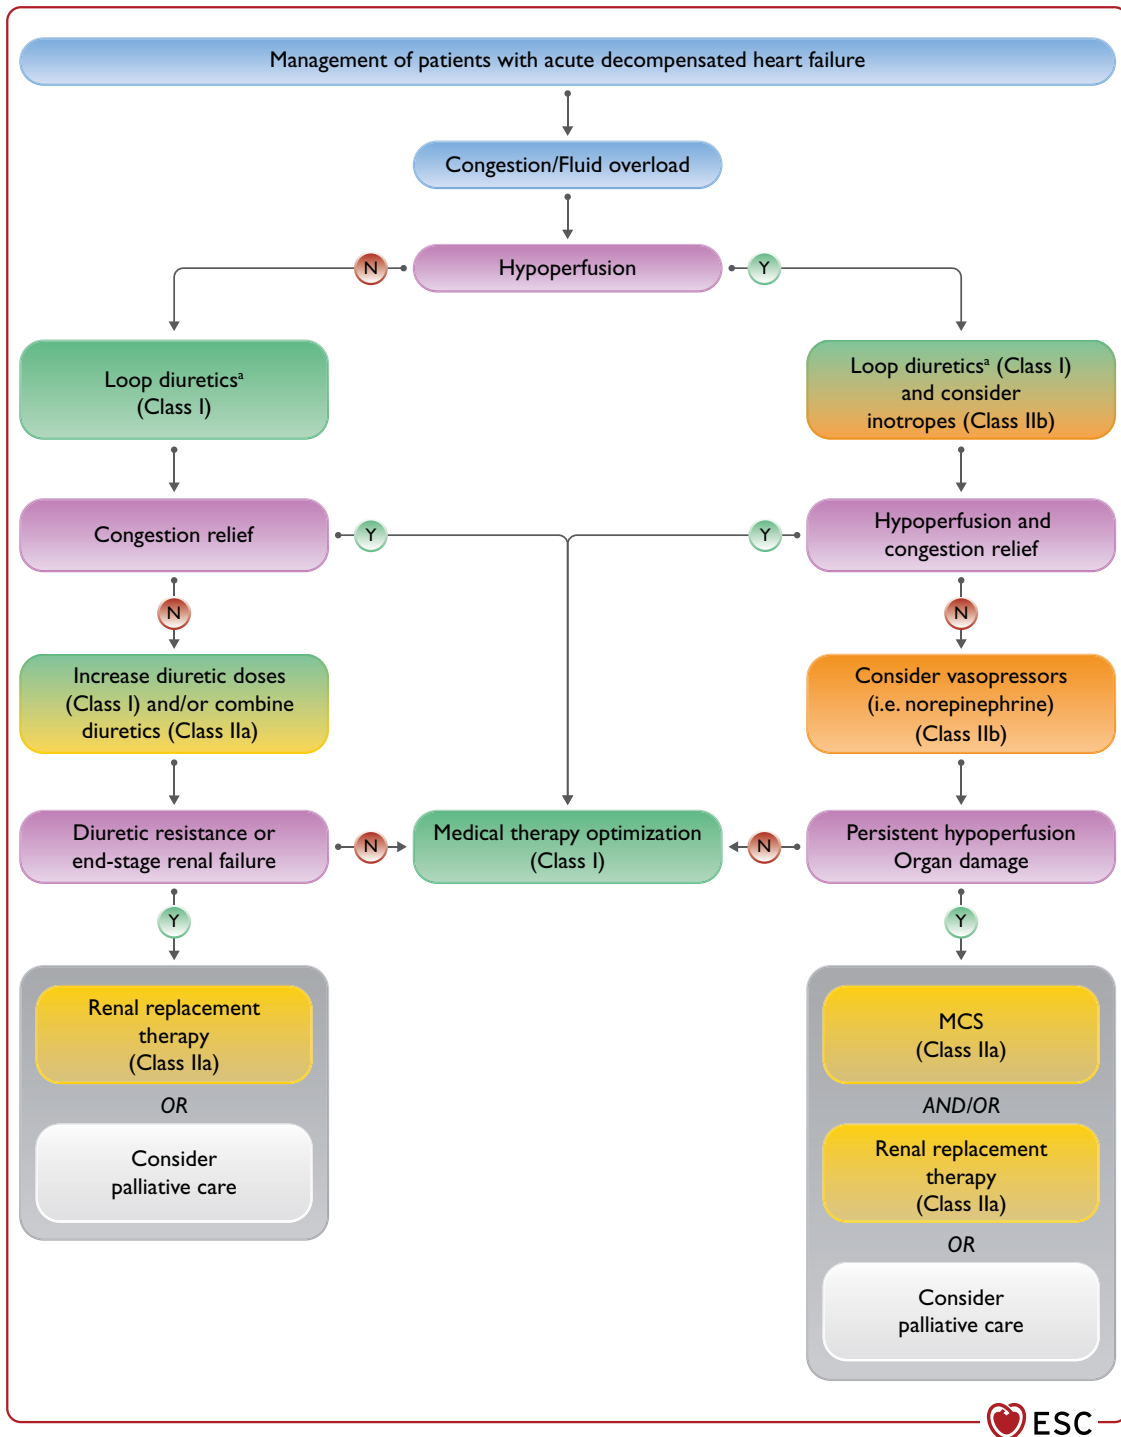 Management of patients with acute decompensated heart failure
Congestion/Fluid overload
Hypoperfusion
N
Y
Loop diureticsᵃ
(Class I)
Loop diureticsᵃ (Class I)
and consider
inotropes (Class IIb)
Congestion relief
Y
Y
Hypoperfusion and
congestion relief
N
N
Increase diuretic doses
(Class I) and/or combine
diuretics (Class IIa)
Consider vasopressors
(i.e. norepinephrine)
(Class IIb)
Diuretic resistance or
end-stage renal failure
N
Medical therapy optimization
(Class I)
N
Persistent hypoperfusion
Organ damage
Y
Y
Renal replacement
therapy
(Class IIa)
OR
Consider
palliative care
MCS
(Class IIa)
AND/OR
Renal replacement
therapy
(Class IIa)
OR
Consider
palliative care
ESC